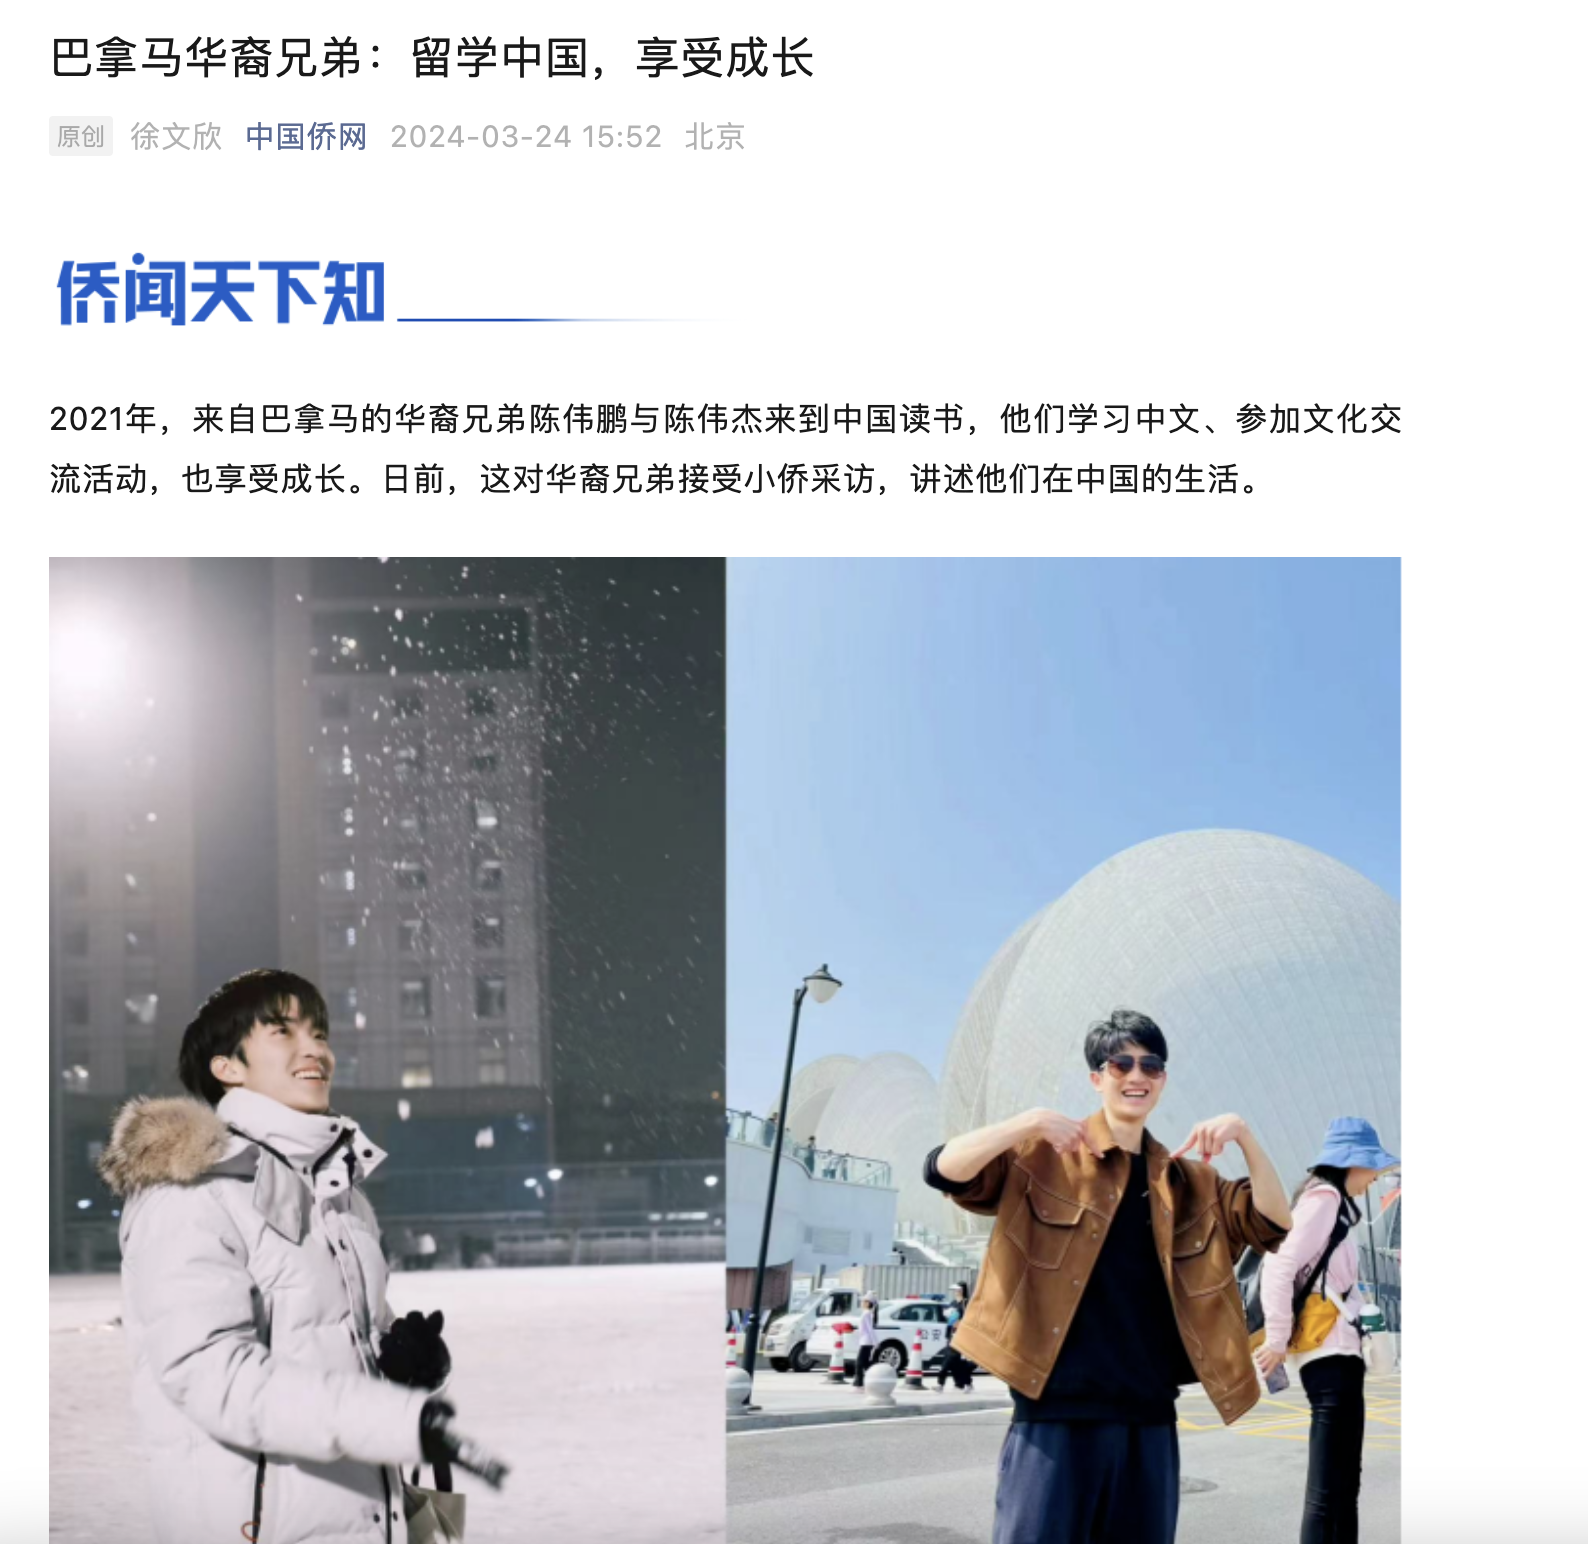 巴拿马华裔兄弟：留学中国，享受成长
原创 徐文欣 中国侨网 2024-03-24 15:52 北京
侨闻天下知
2021年，来自巴拿马的华裔兄弟陈伟鹏与陈伟杰来到中国读书，他们学习中文、参加文化交
流活动，也享受成长。日前，这对华裔兄弟接受小侨采访，讲述他们在中国的生活。
公安